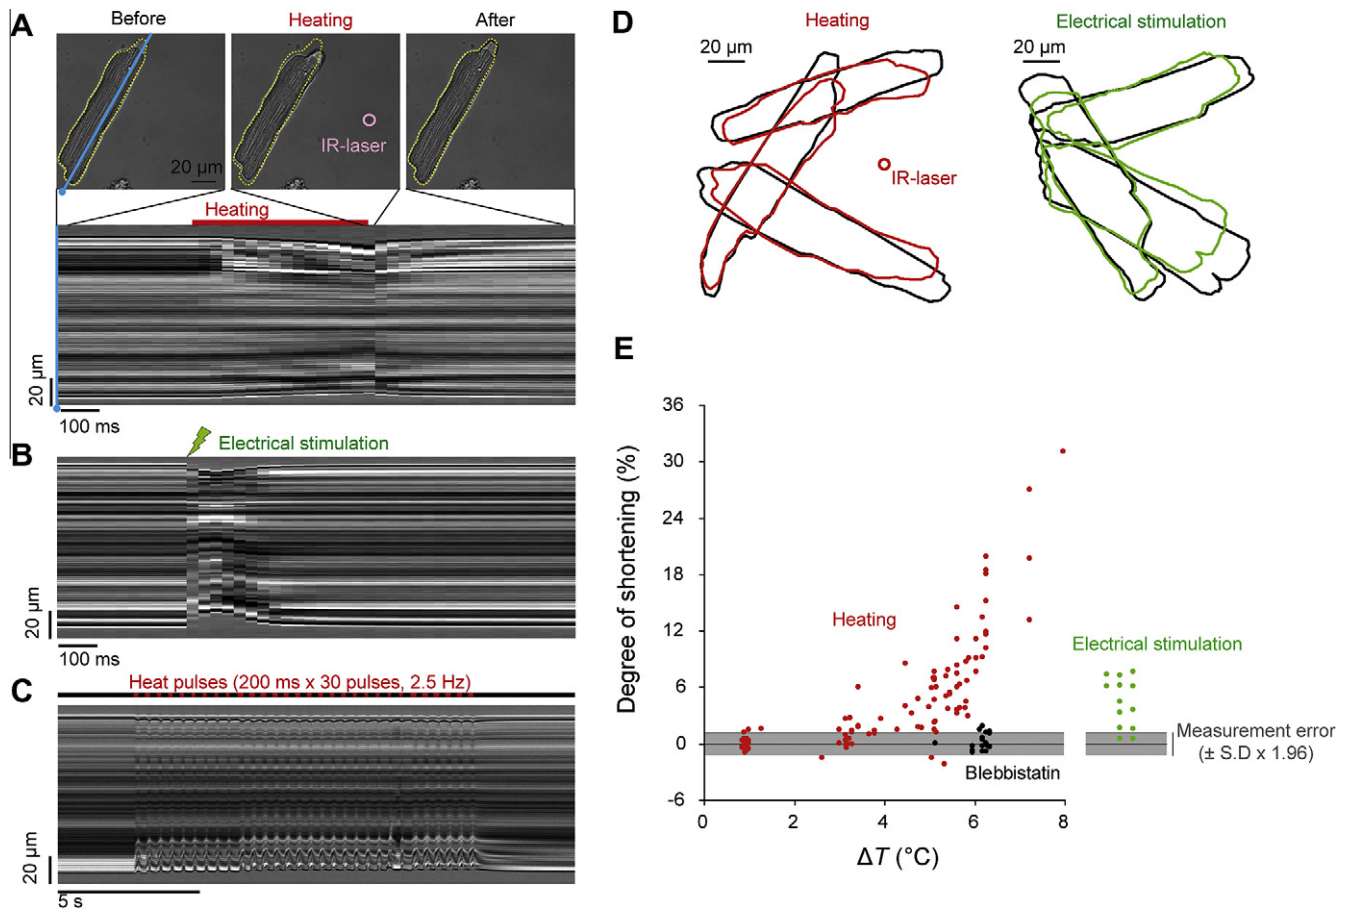 A
Before
Heating
After
IR-laser
20 µm
Heating
20 µm
100 ms
B
Electrical stimulation
20 µm
100 ms
C
Heat pulses (200 ms x 30 pulses, 2.5 Hz)
20 µm
5 s
D
Heating
Electrical stimulation
20 µm
20 µm
IR-laser
E
Degree of shortening (%)
36
30
24
18
12
6
0
-6
0
2
4
6
8
ΔT (°C)
Heating
Blebbistatin
Electrical stimulation
Measurement error
(± S.D x 1.96)